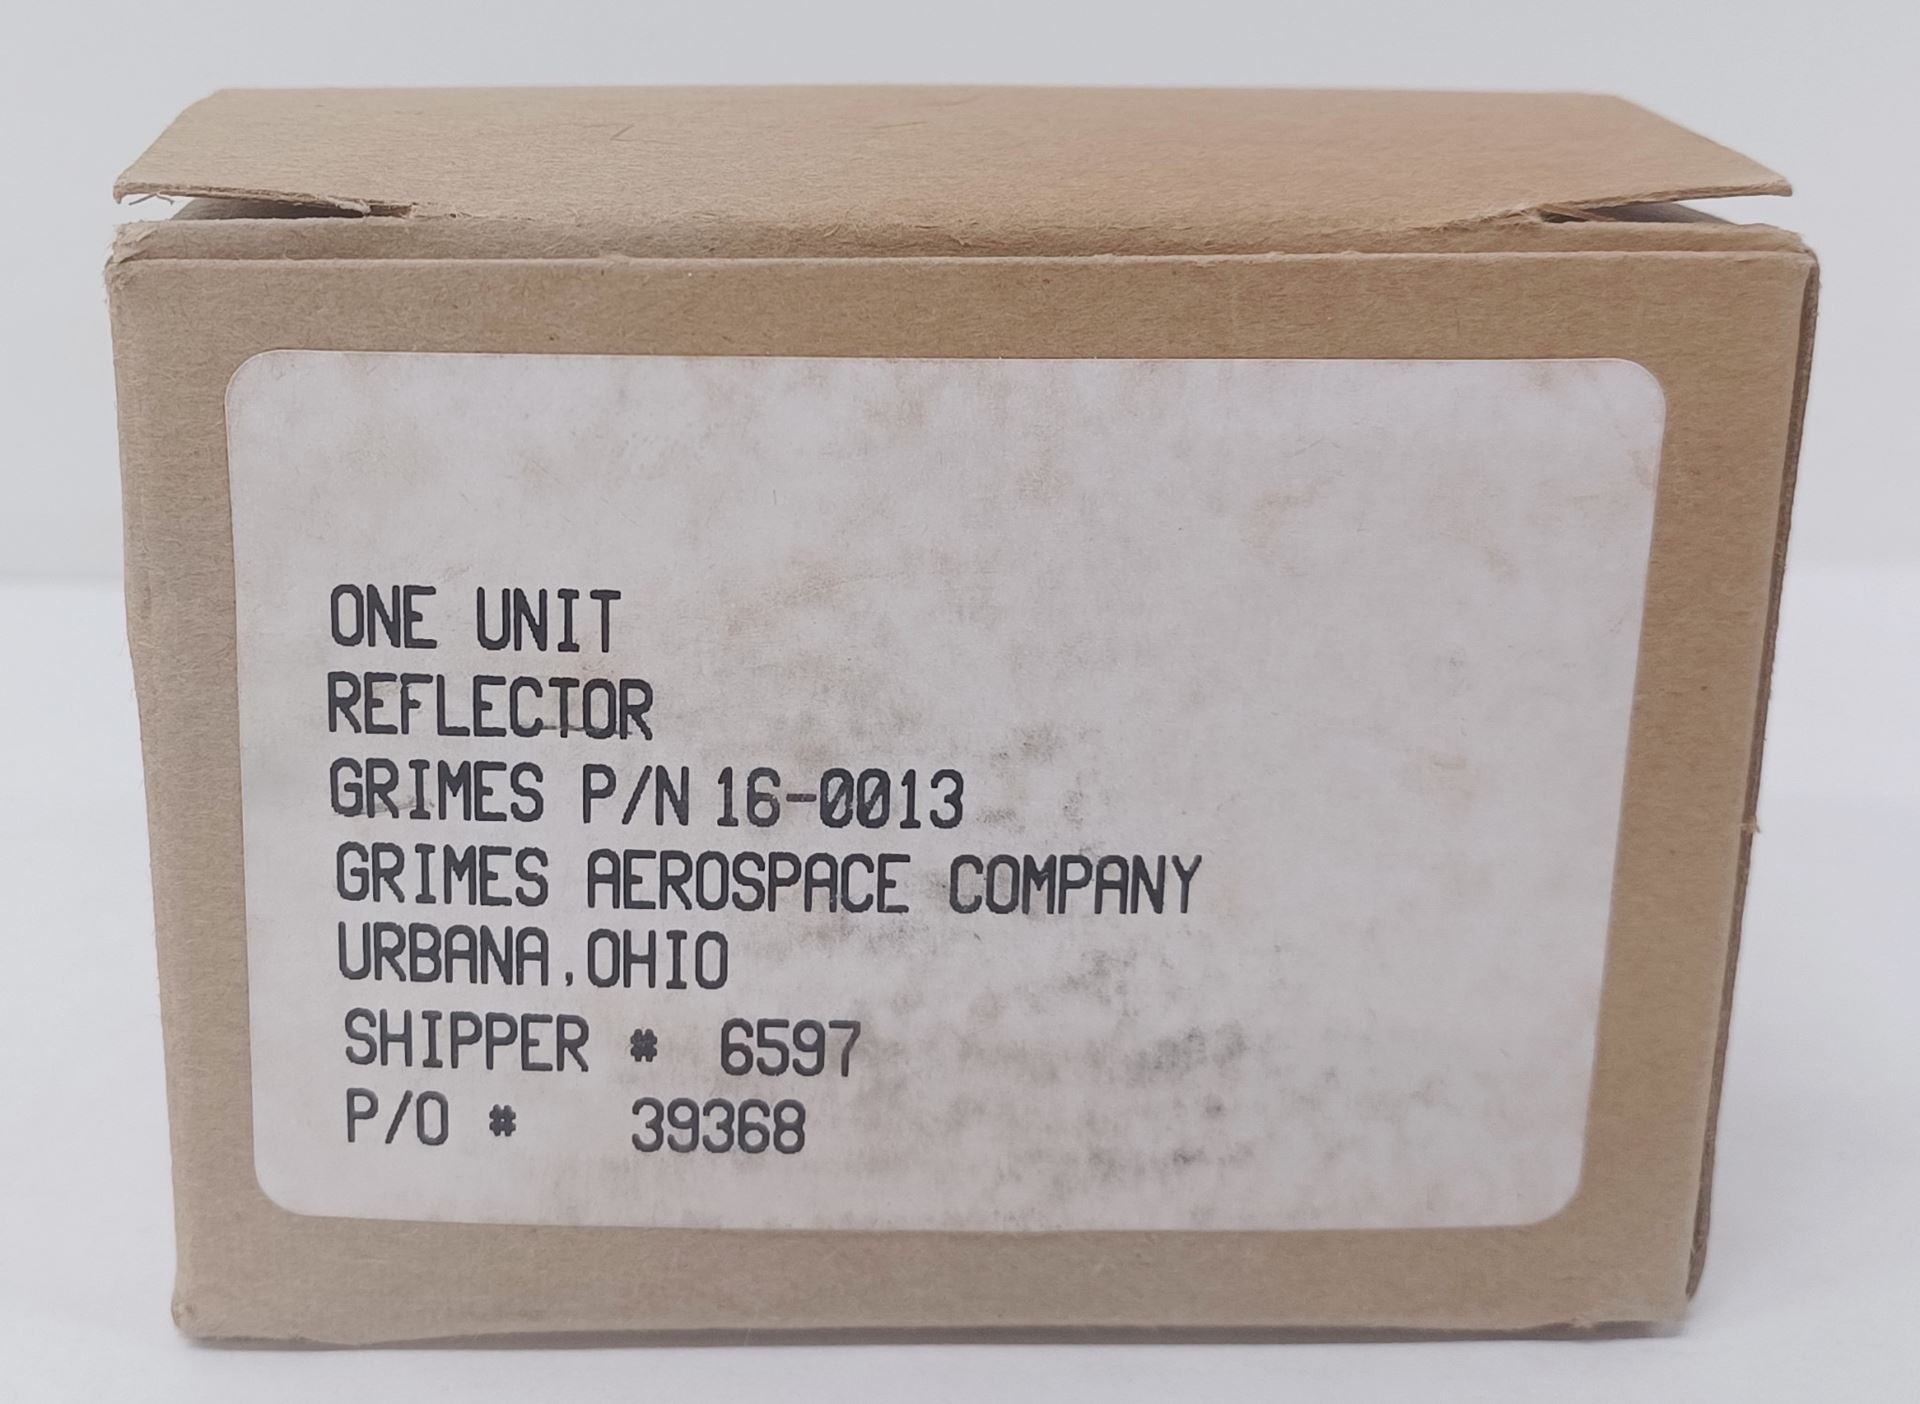 ONE UNIT
REFLECTOR
GRIMES P/N 16-0013
GRIMES AEROSPACE COMPANY
URBANA, OHIO
SHIPPER # 6597
P/O # 39368